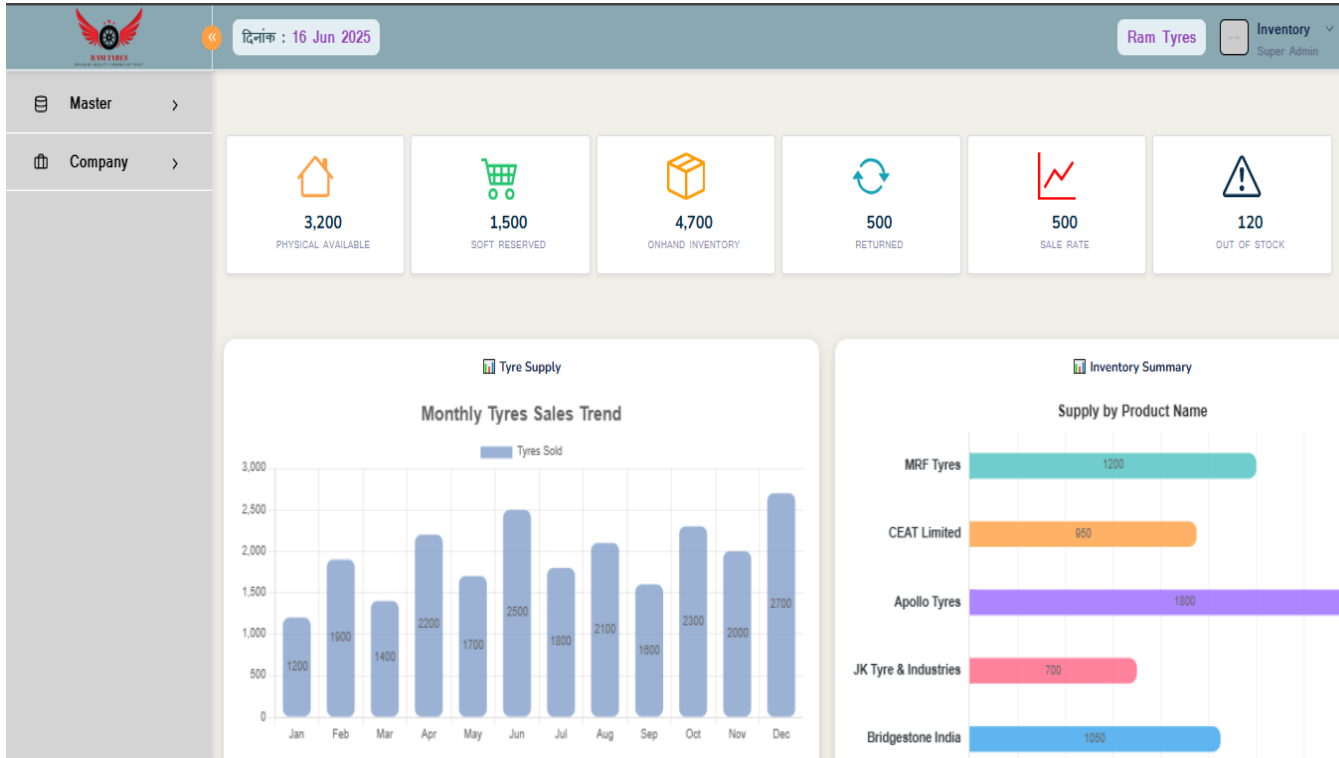 RAM TYRES
दिनांक : 16 Jun 2025
Ram Tyres
Inventory
Super Admin
Master
Company
3,200
PHYSICAL AVAILABLE
1,500
SOFT RESERVED
4,700
ONHAND INVENTORY
500
RETURNED
500
SALE RATE
120
OUT OF STOCK
Tyre Supply
Monthly Tyres Sales Trend
Tyres Sold
3,000
2,500
2,000
1,500
1,000
500
0
1200
1900
1400
2200
1700
2500
1800
2100
1600
2300
2000
2700
Jan Feb Mar Apr May Jun Jul Aug Sep Oct Nov Dec
Inventory Summary
Supply by Product Name
MRF Tyres 1200
CEAT Limited 950
Apollo Tyres 1800
JK Tyre & Industries 700
Bridgestone India 1050